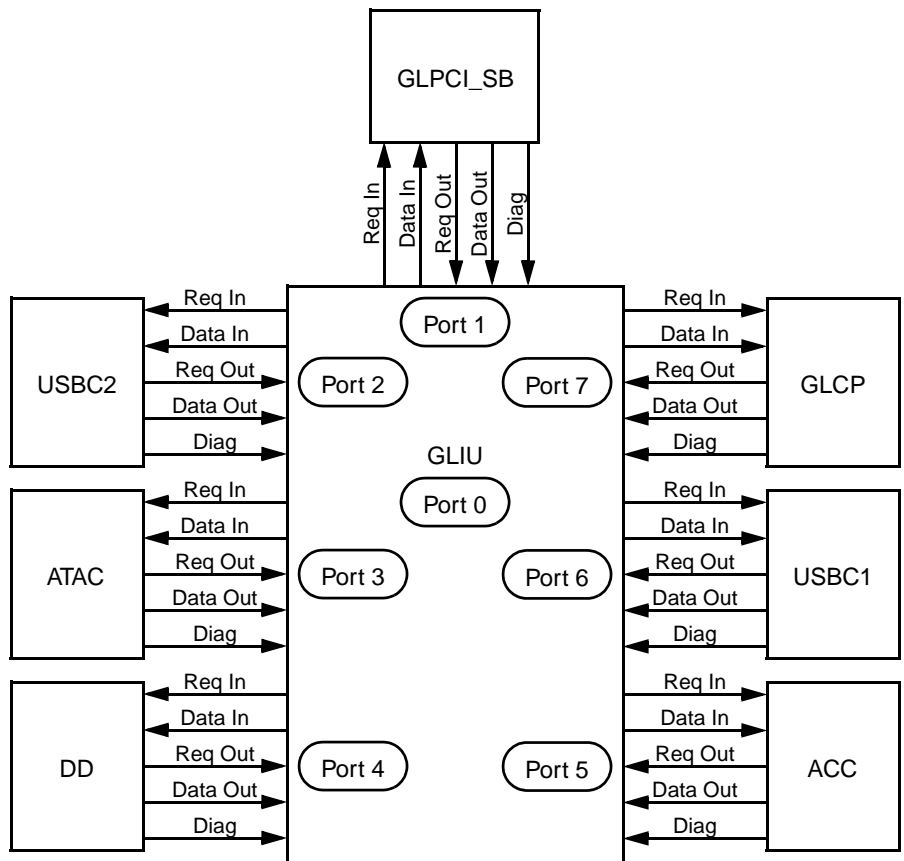 GLPCI_SB
Req In
Data In
Req Out
Data Out
Diag
Port 1
USBC2
Req In
Data In
Req Out
Data Out
Diag
Port 2
Port 7
Req In
Data In
Req Out
Data Out
Diag
GLCP
GLIU
Port 0
ATAC
Req In
Data In
Req Out
Data Out
Diag
Port 3
Port 6
Req In
Data In
Req Out
Data Out
Diag
USBC1
DD
Req In
Data In
Req Out
Data Out
Diag
Port 4
Port 5
Req In
Data In
Req Out
Data Out
Diag
ACC